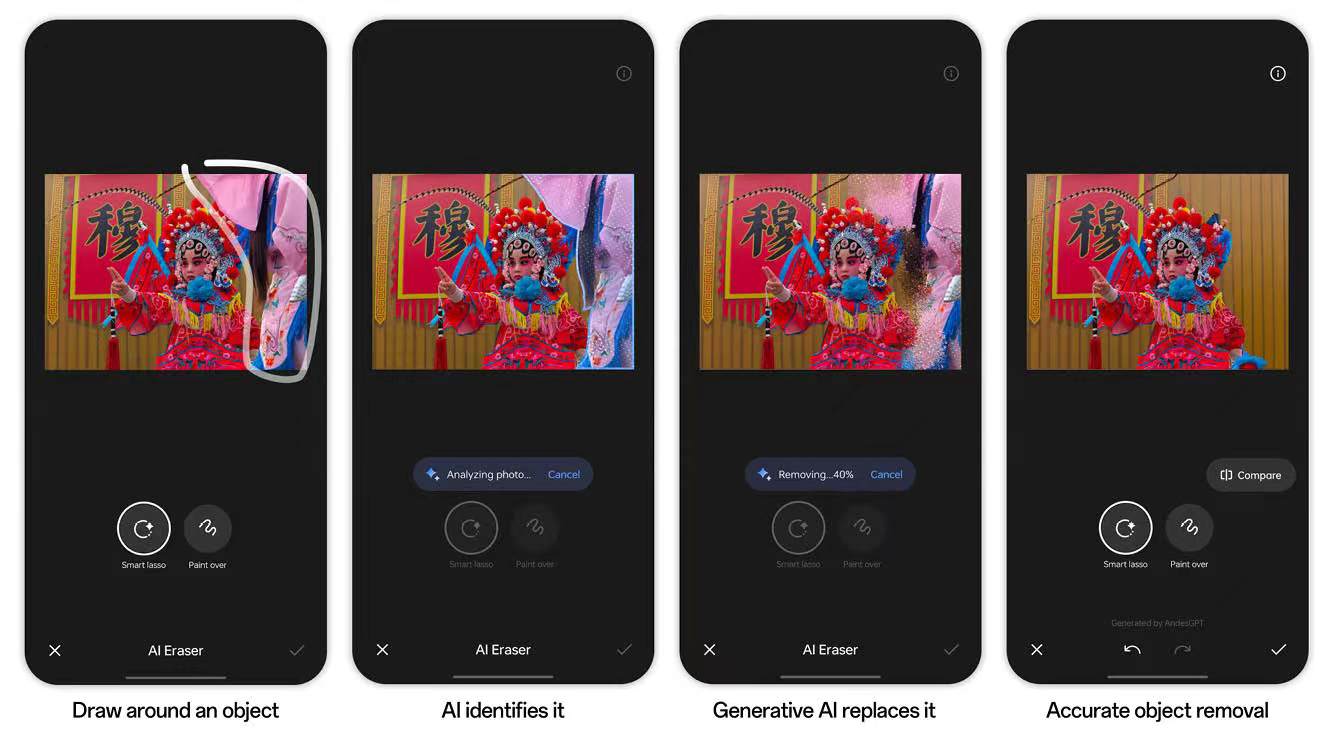 穆
穆
穆
穆
Analyzing photo...
Cancel
Removing...40%
Cancel
Compare
Smart lasso
Paint over
Smart lasso
Paint over
Smart lasso
Paint over
Smart lasso
Paint over
Generated by AndesGPT
AI Eraser
AI Eraser
AI Eraser
Draw around an object
AI identifies it
Generative AI replaces it
Accurate object removal